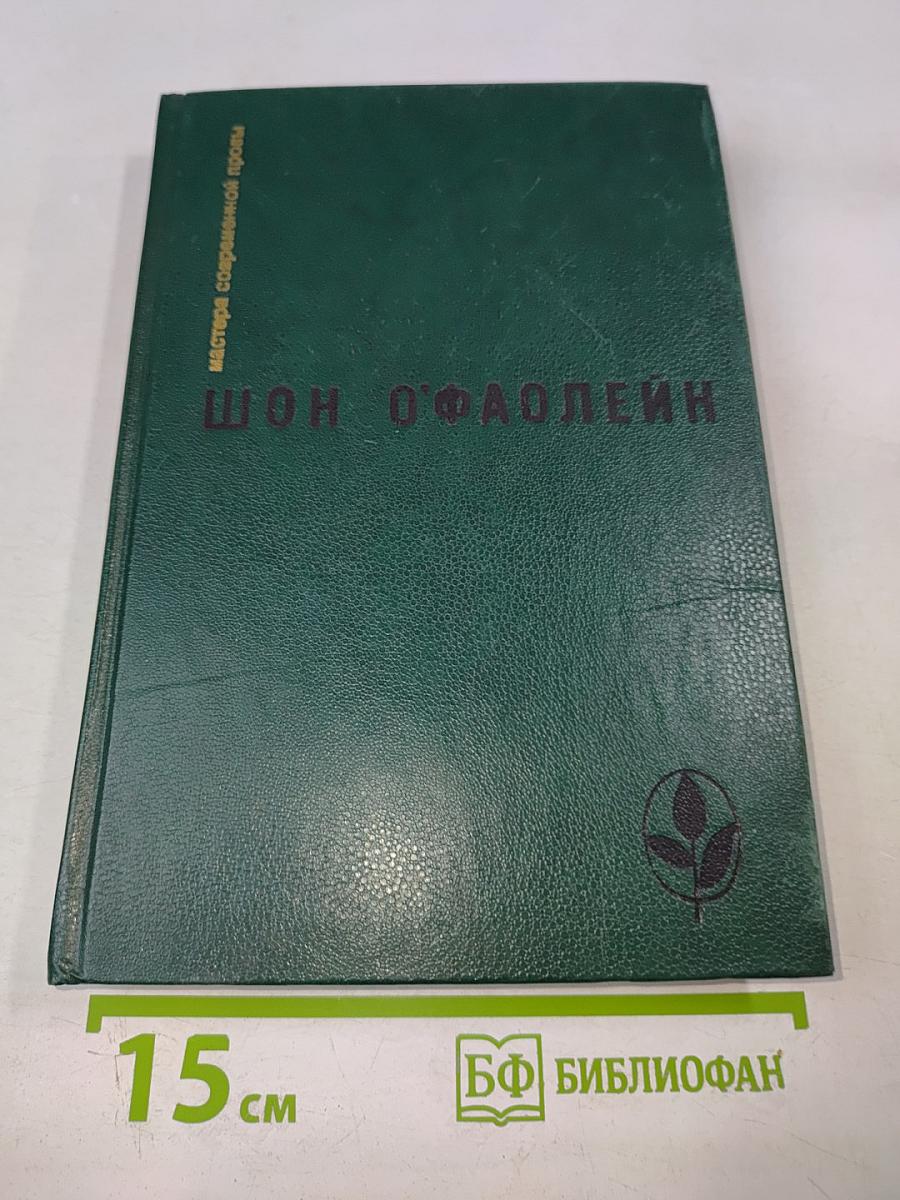 мастера современной прозы
ШОН О'ФАОЛЕЙН
15 см
БФ БИБЛИОФАН